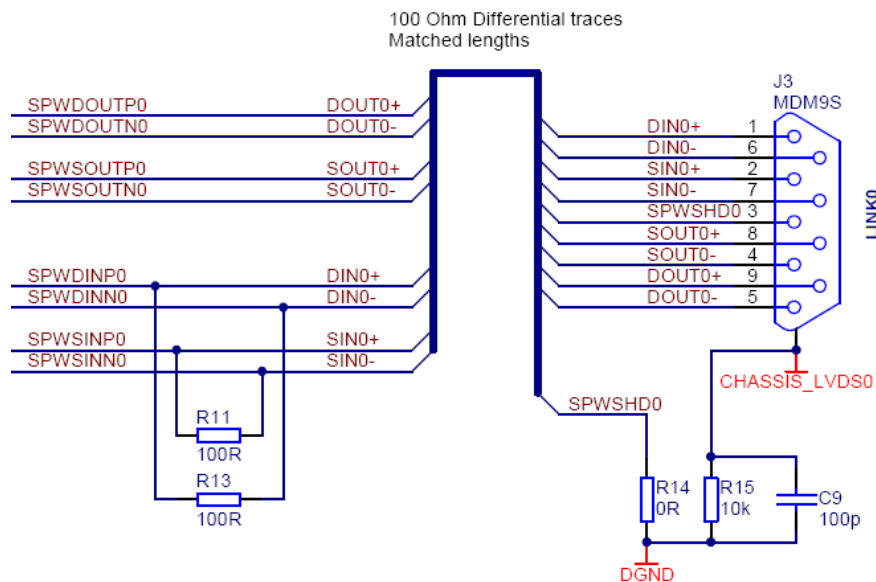 100 Ohm Differential traces
Matched lengths
J3
MDM9S
SPWDOUTP0 DOUT0+
SPWDOUTN0 DOUT0-
SPWSOUTP0 SOUT0+
SPWSOUTN0 SOUT0-
SPWDINP0 DIN0+
SPWDINN0 DIN0-
SPWSINP0 SIN0+
SPWSINN0 SIN0-
DIN0+ 1
DIN0- 6
SIN0+ 2
SIN0- 7
SPWSHD0 3
SOUT0+ 8
SOUT0- 4
DOUT0+ 9
DOUT0- 5
LINK0
CHASSIS_LVDS0
SPWSHD0
R11
100R
R13
100R
R14
0R
R15
10k
C9
100p
DGND